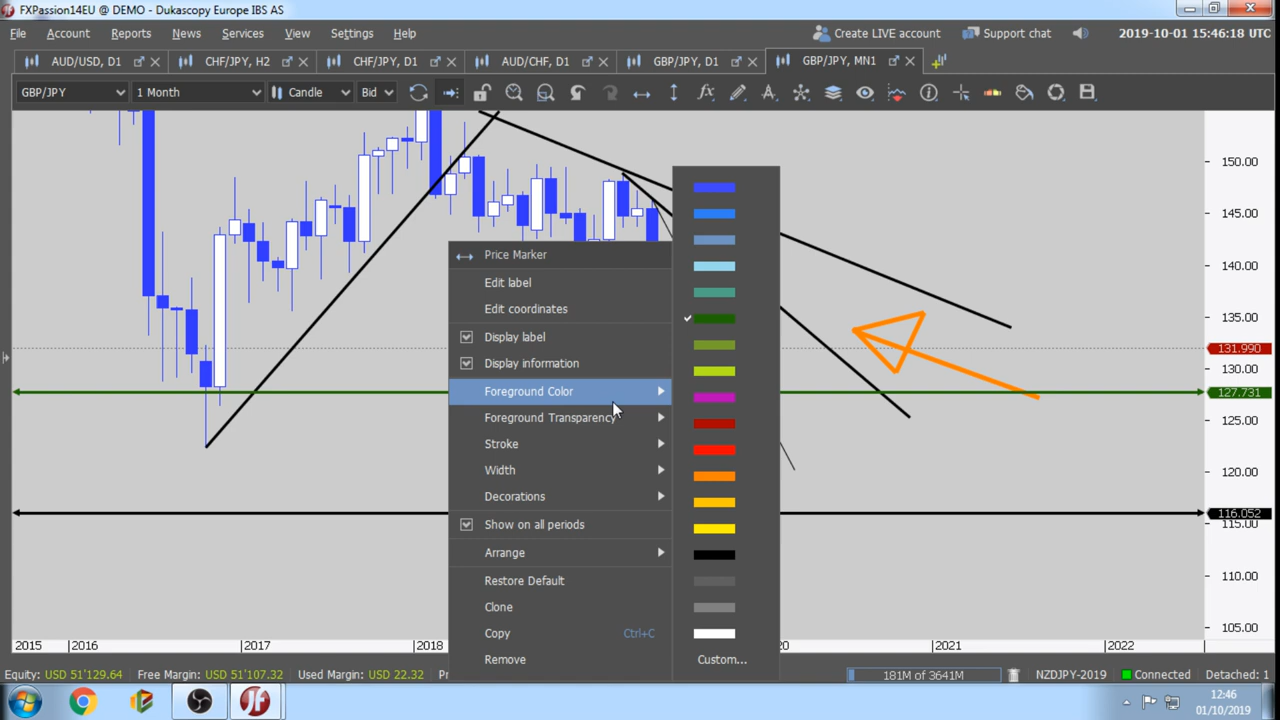 FXPassion14EU @ DEMO - Dukascopy Europe IBS AS
File Account Reports News Services View Settings Help Create LIVE account Support chat 2019-10-01 15:46:18 UTC
AUD/USD, D1 CHF/JPY, H2 CHF/JPY, D1 AUD/CHF, D1 GBP/JPY, D1 GBP/JPY, MN1
GBP/JPY 1 Month Candle Bid
150.00
145.00
140.00
135.00
131.990
130.00
127.731
125.00
120.00
116.052
115.00
110.00
105.00
Price Marker
Edit label
Edit coordinates
Display label
Display information
Foreground Color
Foreground Transparency
Stroke
Width
Decorations
Show on all periods
Arrange
Restore Default
Clone
Copy Ctrl+C
Remove
Custom...
2015 2016 2017 2018 20 2021 2022
Equity: USD 51'129.64 Free Margin: USD 51'107.32 Used Margin: USD 22.32 Pr 181M of 3641M NZDJPY-2019 Connected Detached: 1
12:46
01/10/2019